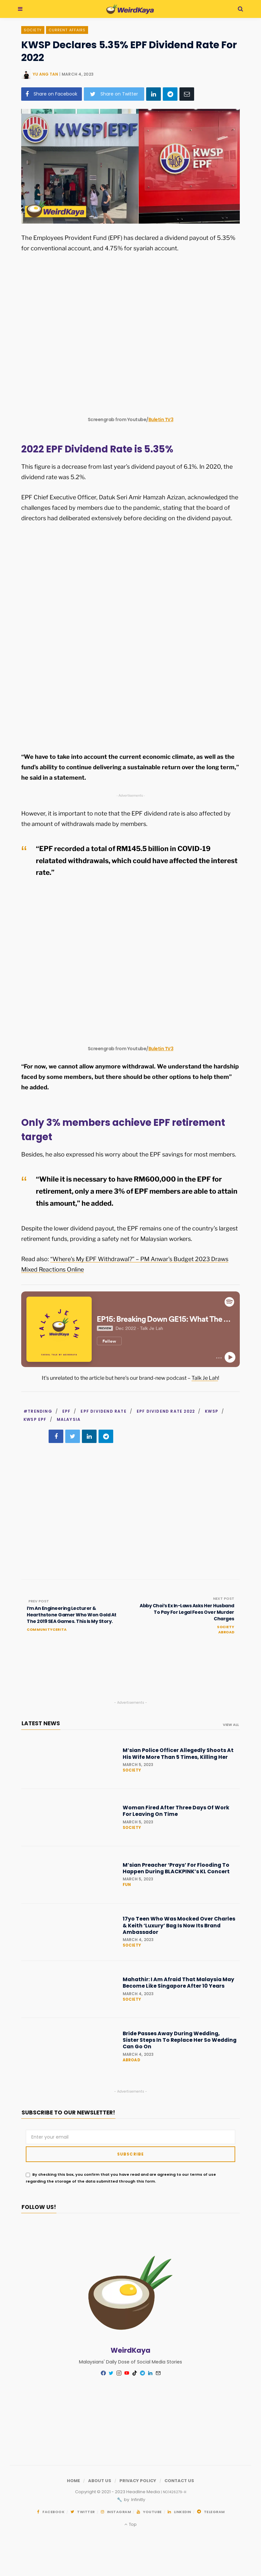 WeirdKaya
SOCIETY
CURRENT AFFAIRS
KWSP Declares 5.35% EPF Dividend Rate For
2022
FU ANG TAN | MARCH 4, 2023
Share on Facebook
Share on Twitter
KWSP|EPF
KWSP
EPF
WeirdKaya
The Employees Provident Fund (EPF) has declared a dividend payout of 5.35%
for conventional account, and 4.75% for syariah account.
Screengrab from Youtube/Buletin TV3
2022 EPF Dividend Rate is 5.35%
This figure is a decrease from last year's dividend payout of 6.1%. In 2020, the
dividend rate was 5.2%.
EPF Chief Executive Officer, Datuk Seri Amir Hamzah Azizan, acknowledged the
challenges faced by members due to the pandemic, stating that the board of
directors had deliberated extensively before deciding on the dividend payout.
“We have to take into account the current economic climate, as well as the
fund's ability to continue delivering a sustainable return over the long term,”
he said in a statement.
- Advertisements -
However, it is important to note that the EPF dividend rate is also affected by
the amount of withdrawals made by members.
“EPF recorded a total of RM145.5 billion in COVID-19
relatated withdrawals, which could have affected the interest
rate.”
Screengrab from Youtube/Buletin TV3
“For now, we cannot allow anymore withdrawal. We understand the hardship
faced by some members, but there should be other options to help them”
he added.
Only 3% members achieve EPF retirement
target
Besides, he also expressed his worry about the EPF savings for most members.
“While it is necessary to have RM600,000 in the EPF for
retirement, only a mere 3% of EPF members are able to attain
this amount,” he added.
Despite the lower dividend payout, the EPF remains one of the country's largest
retirement funds, providing a safety net for Malaysian workers.
Read also: “Where's My EPF Withdrawal?” – PM Anwar's Budget 2023 Draws
Mixed Reactions Online
TALK JE LAH
WeirdKaya
EP15: Breaking Down GE15: What The ...
Dec 2022 · Talk Je Lah
Follow
It's unrelated to the article but here's our brand-new podcast – Talk Je Lah!
#TRENDING / EPF / EPF DIVIDEND RATE / EPF DIVIDEND RATE 2022 / KWSP /
KWSP EPF / MALAYSIA
PREV POST
I'm An Engineering Lecturer &
Hearthstone Gamer Who Won Gold At
The 2019 SEA Games. This Is My Story.
NEXT POST
Abby Choi's Ex In-Laws Asks Her Husband
To Pay For Legal Fees Over Murder
Charges
SOCIETY
ABROAD
- Advertisements -
LATEST NEWS
VIEW ALL
M'sian Police Officer Allegedly Shoots At
His Wife More Than 5 Times, Killing Her
MARCH 5, 2023
SOCIETY
Woman Fired After Three Days Of Work
For Leaving On Time
MARCH 5, 2023
SOCIETY
M'sian Preacher ‘Prays’ For Flooding To
Happen During BLACKPINK's KL Concert
MARCH 5, 2023
FUN
17yo Teen Who Was Mocked Over Charles
& Keith ‘Luxury’ Bag Is Now Its Brand
Ambassador
MARCH 4, 2023
SOCIETY
Mahathir: I Am Afraid That Malaysia May
Become Like Singapore After 10 Years
MARCH 4, 2023
SOCIETY
Bride Passes Away During Wedding,
Sister Steps In To Replace Her So Wedding
Can Go On
MARCH 4, 2023
ABROAD
- Advertisements -
SUBSCRIBE TO OUR NEWSLETTER!
Enter your email
SUBSCRIBE
By checking this box, you confirm that you have read and are agreeing to our terms of use
regarding the storage of the data submitted through this form.
FOLLOW US!
WeirdKaya
Malaysians' Daily Dose of Social Media Stories
HOME
ABOUT US
PRIVACY POLICY
CONTACT US
by Infinity
FACEBOOK
TWITTER
INSTAGRAM
YOUTUBE
LINKEDIN
TELEGRAM
Top